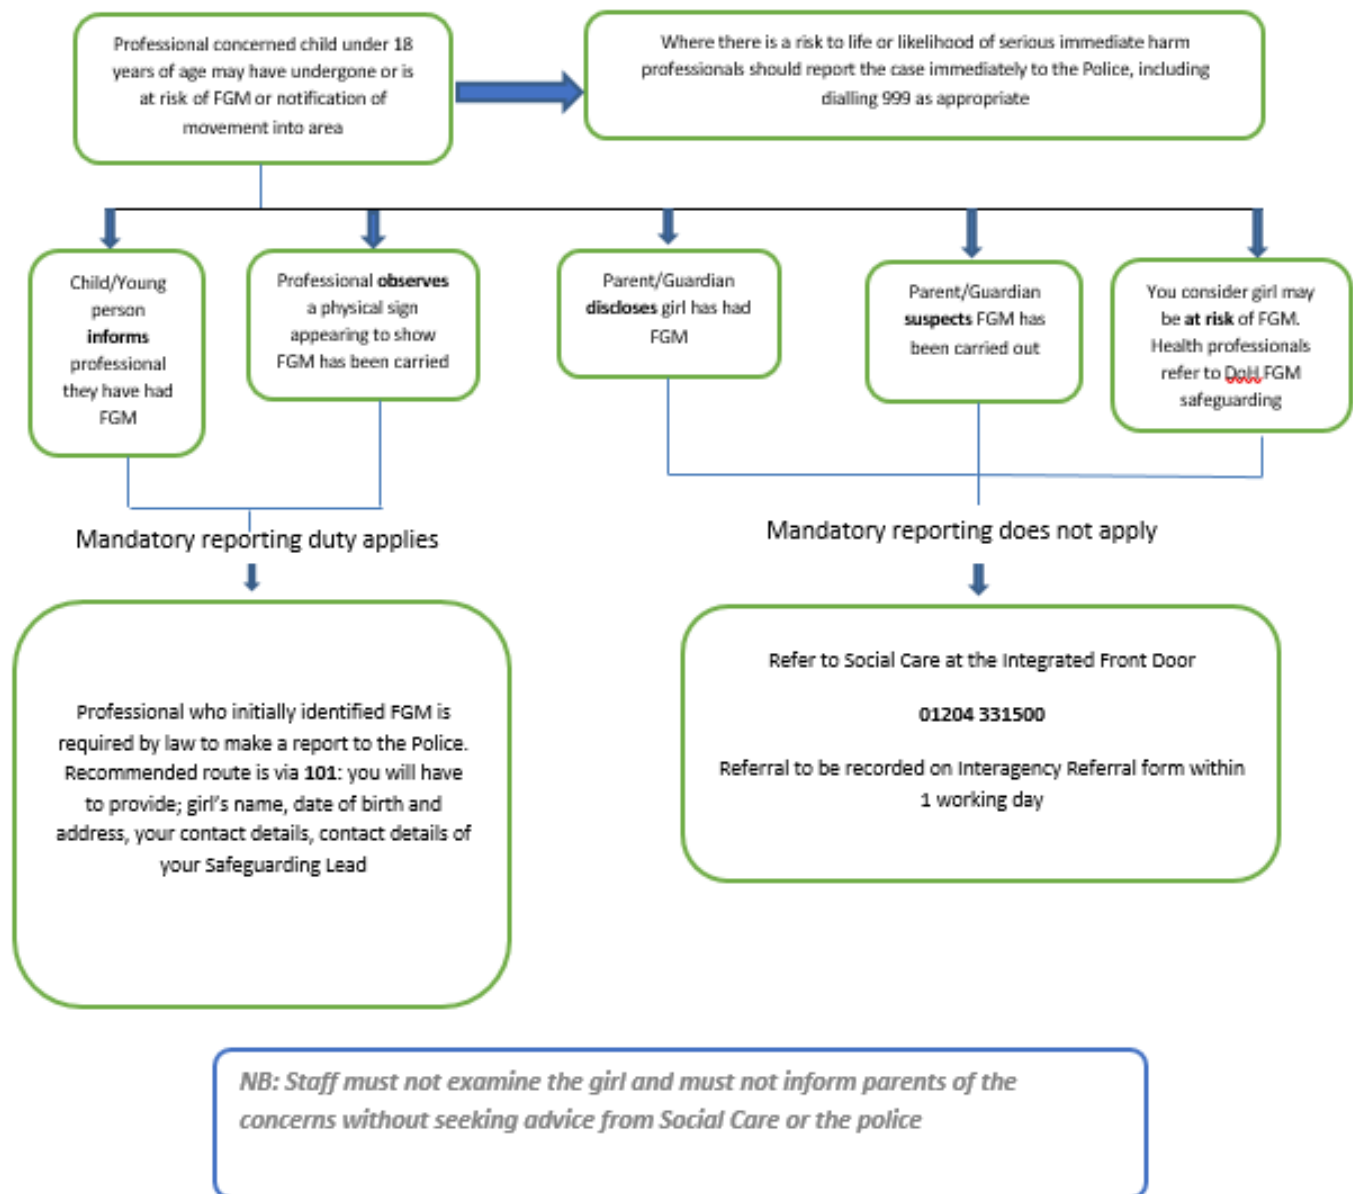 Professional concerned child under 18
years of age may have undergone or is
at risk of FGM or notification of
movement into area
Where there is a risk to life or likelihood of serious immediate harm
professionals should report the case immediately to the Police, including
dialling 999 as appropriate
Child/Young
person
informs
professional
they have had
FGM
Professional observes
a physical sign
appearing to show
FGM has been carried
Parent/Guardian
discloses girl has had
FGM
Parent/Guardian
suspects FGM has
been carried out
You consider girl may
be at risk of FGM.
Health professionals
refer to DoH FGM
safeguarding
Mandatory reporting duty applies
Mandatory reporting does not apply
Professional who initially identified FGM is
required by law to make a report to the Police.
Recommended route is via 101: you will have
to provide; girl's name, date of birth and
address, your contact details, contact details of
your Safeguarding Lead
Refer to Social Care at the Integrated Front Door
01204 331500
Referral to be recorded on Interagency Referral form within
1 working day
NB: Staff must not examine the girl and must not inform parents of the
concerns without seeking advice from Social Care or the police